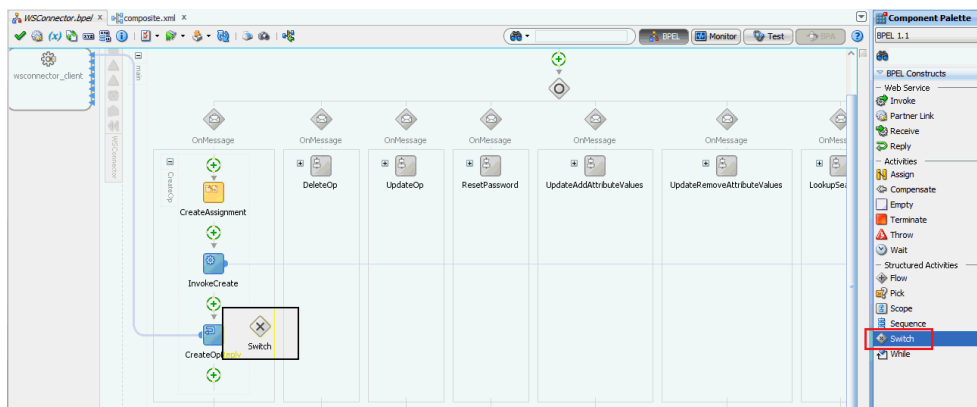 WSConnector.bpel
composite.xml
Component Palette
BPEL
Monitor
Test
BPA
BPEL 1.1
wsconnector_client
main
WSConnector
BPEL Constructs
Web Service
Invoke
Partner Link
Receive
Reply
Activities
Assign
Compensate
Empty
Terminate
Throw
Wait
Structured Activities
Flow
Pick
Scope
Sequence
Switch
While
OnMessage
OnMessage
OnMessage
OnMessage
OnMessage
OnMess
CreateOp
DeleteOp
UpdateOp
ResetPassword
UpdateAddAttributeValues
UpdateRemoveAttributeValues
LookupSea
CreateAssignment
InvokeCreate
Switch